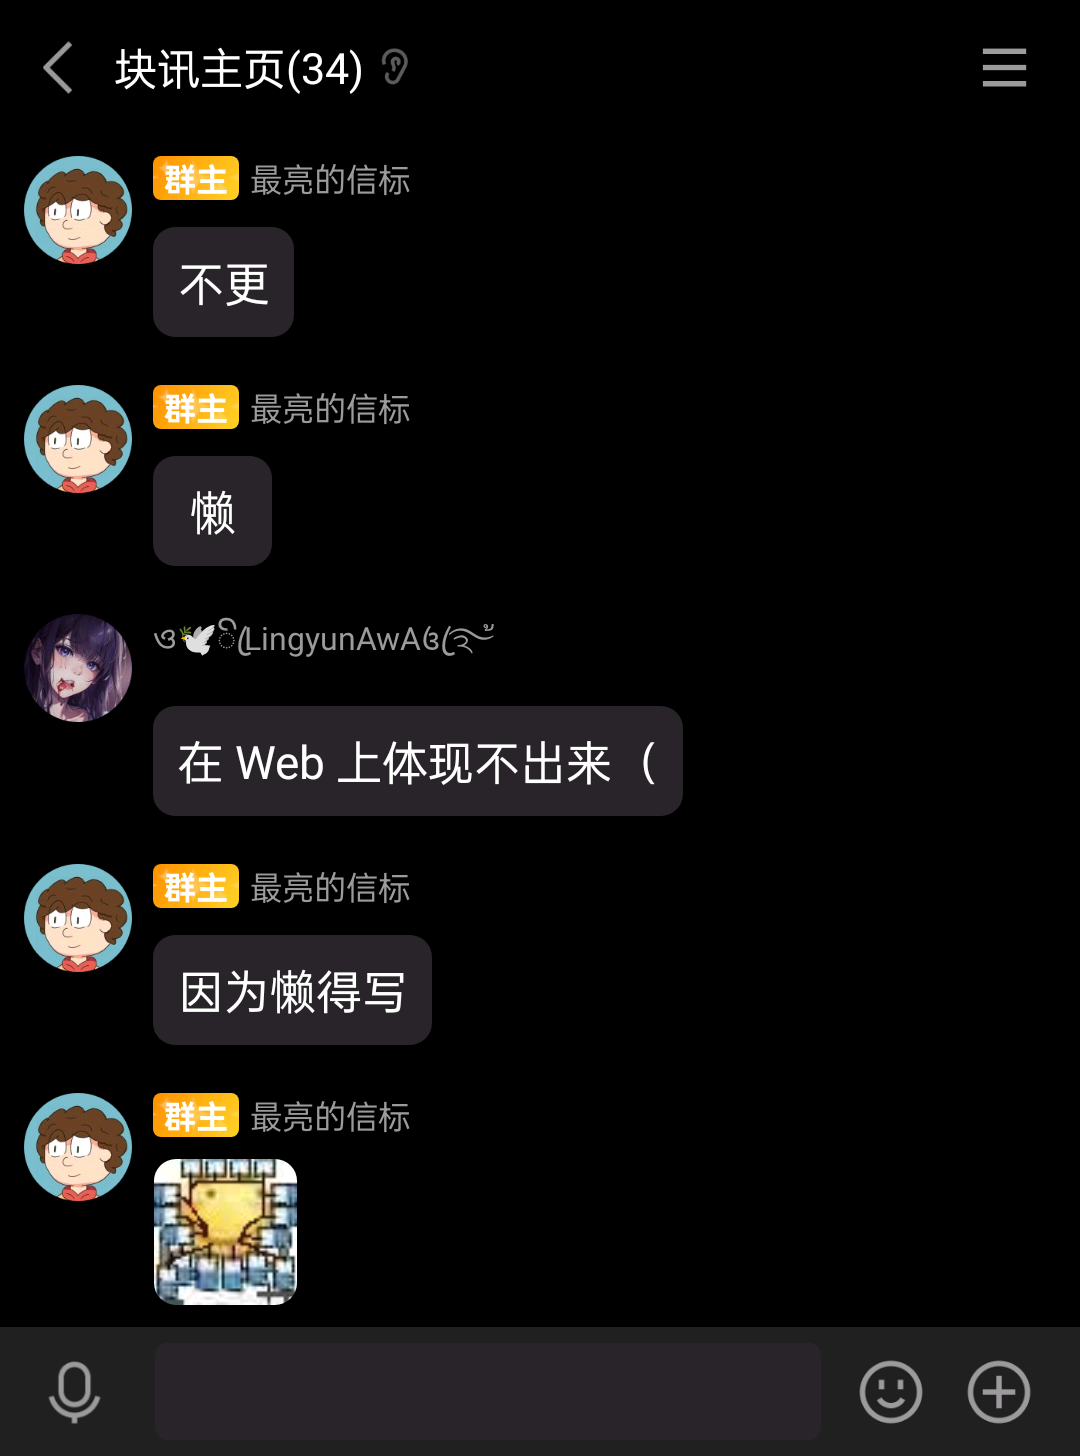 块讯主页(34)
群主 最亮的信标
不更
群主 最亮的信标
懒
LingyunAwA
在 Web 上体现不出来（
群主 最亮的信标
因为懒得写
群主 最亮的信标